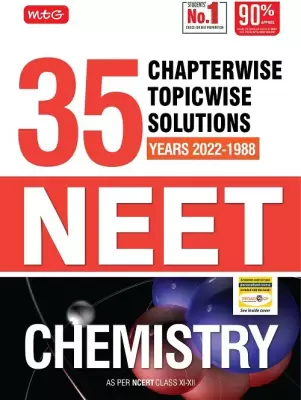 mtG
STUDENTS'
No.1
90%
35
CHAPTERWISE
TOPICWISE
SOLUTIONS
YEARS 2022-1988
NEET
See inside cover
CHEMISTRY
AS PER NCERT CLASS XI-XII